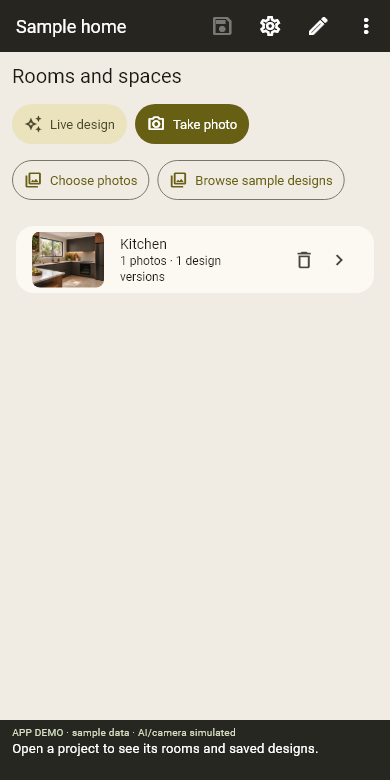 Sample home
Rooms and spaces
Live design
Take photo
Choose photos
Browse sample designs
Kitchen
1 photos · 1 design
versions
APP DEMO · sample data · AI/camera simulated
Open a project to see its rooms and saved designs.